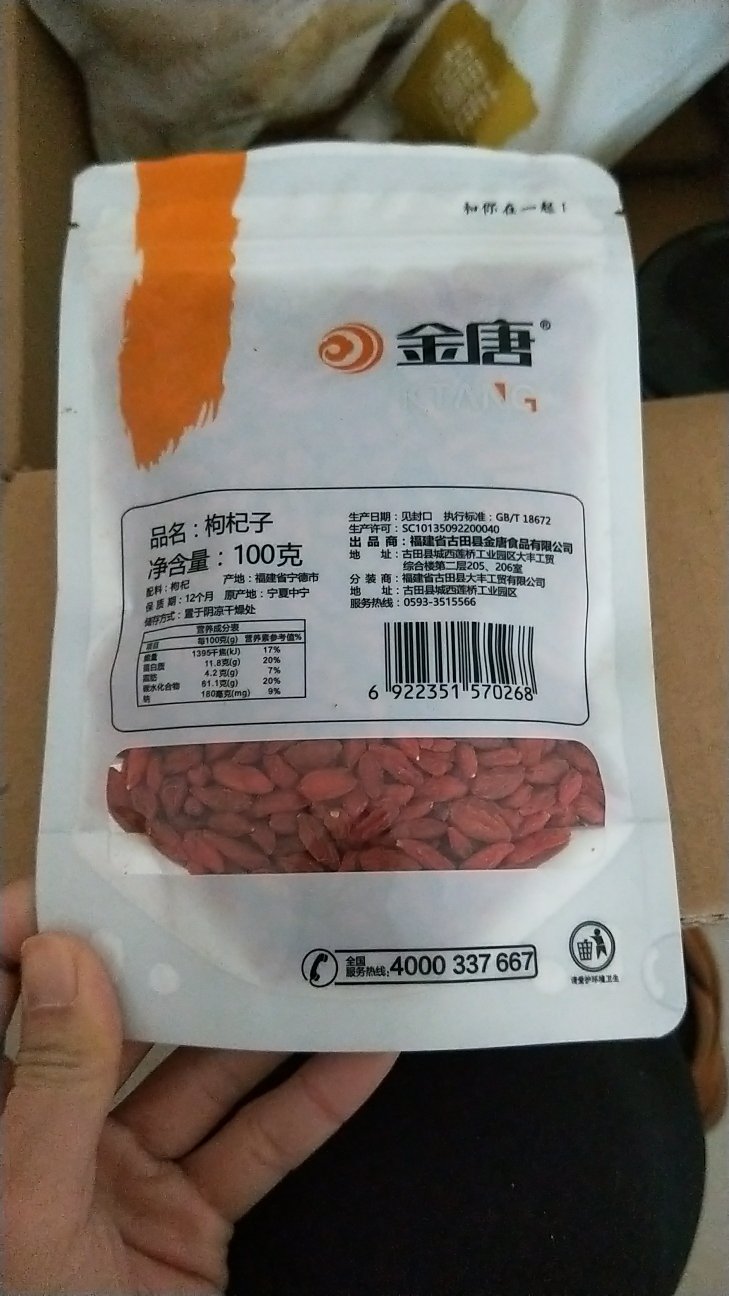 和你在一起！
金唐®
KTANG
品名：枸杞子
净含量：100克
配料：枸杞 产地：福建省宁德市
保质期：12个月 原产地：宁夏中宁
储存方式：置于阴凉干燥处
营养成分表
项目 每100克(g) 营养素参考值%
能量 1395千焦(kJ) 17%
蛋白质 11.8克(g) 20%
脂肪 4.2克(g) 7%
碳水化合物 61.1克(g) 20%
钠 180毫克(mg) 9%
生产日期：见封口 执行标准：GB/T 18672
生产许可：SC10135092200040
出品商：福建省古田县金唐食品有限公司
地址：古田县城西莲桥工业园区大丰工贸
综合楼第二层205、206室
分装商：福建省古田县大丰工贸有限公司
地址：古田县城西莲桥工业园区
服务热线：0593-3515566
6 922351 570268
全国
服务热线：4000 337 667
请爱护环境卫生